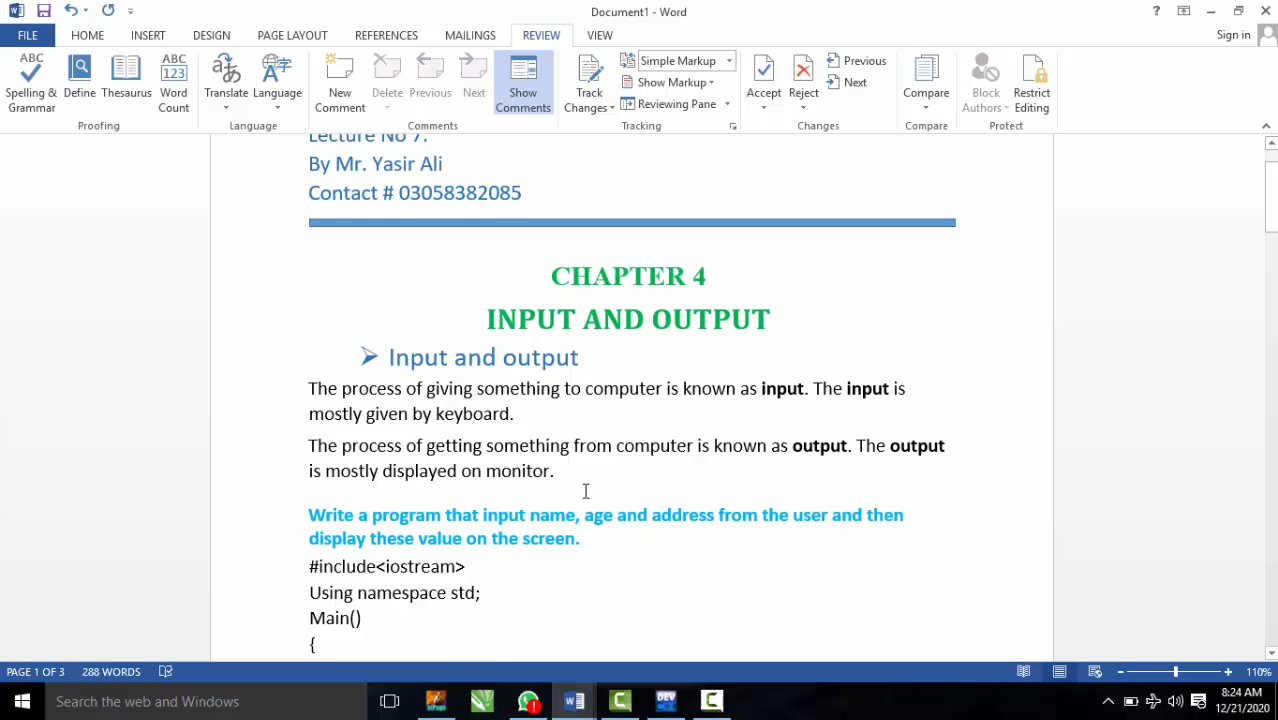 Document1 - Word
FILE HOME INSERT DESIGN PAGE LAYOUT REFERENCES MAILINGS REVIEW VIEW Sign in
Spelling & Grammar
Define
Thesaurus
Word Count
Translate
Language
New Comment
Delete
Previous
Next
Show Comments
Track Changes
Simple Markup
Show Markup
Reviewing Pane
Accept
Reject
Previous
Next
Compare
Block Authors
Restrict Editing
Proofing Language Comments Tracking Changes Compare Protect
Lecture No 7.
By Mr. Yasir Ali
Contact # 03058382085
CHAPTER 4
INPUT AND OUTPUT
Input and output
The process of giving something to computer is known as input. The input is
mostly given by keyboard.
The process of getting something from computer is known as output. The output
is mostly displayed on monitor.
Write a program that input name, age and address from the user and then
display these value on the screen.
#include<iostream>
Using namespace std;
Main()
{
PAGE 1 OF 3 288 WORDS 110%
Search the web and Windows
8:24 AM
12/21/2020